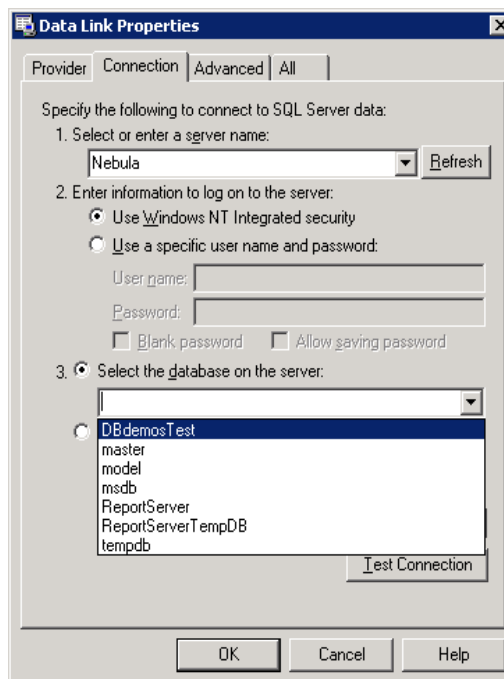 Data Link Properties
Provider Connection Advanced All
Specify the following to connect to SQL Server data:
1. Select or enter a server name:
Nebula Refresh
2. Enter information to log on to the server:
Use Windows NT Integrated security
Use a specific user name and password:
User name:
Password:
Blank password Allow saving password
3. Select the database on the server:
DBdemosTest
master
model
msdb
ReportServer
ReportServerTempDB
tempdb
Test Connection
OK Cancel Help